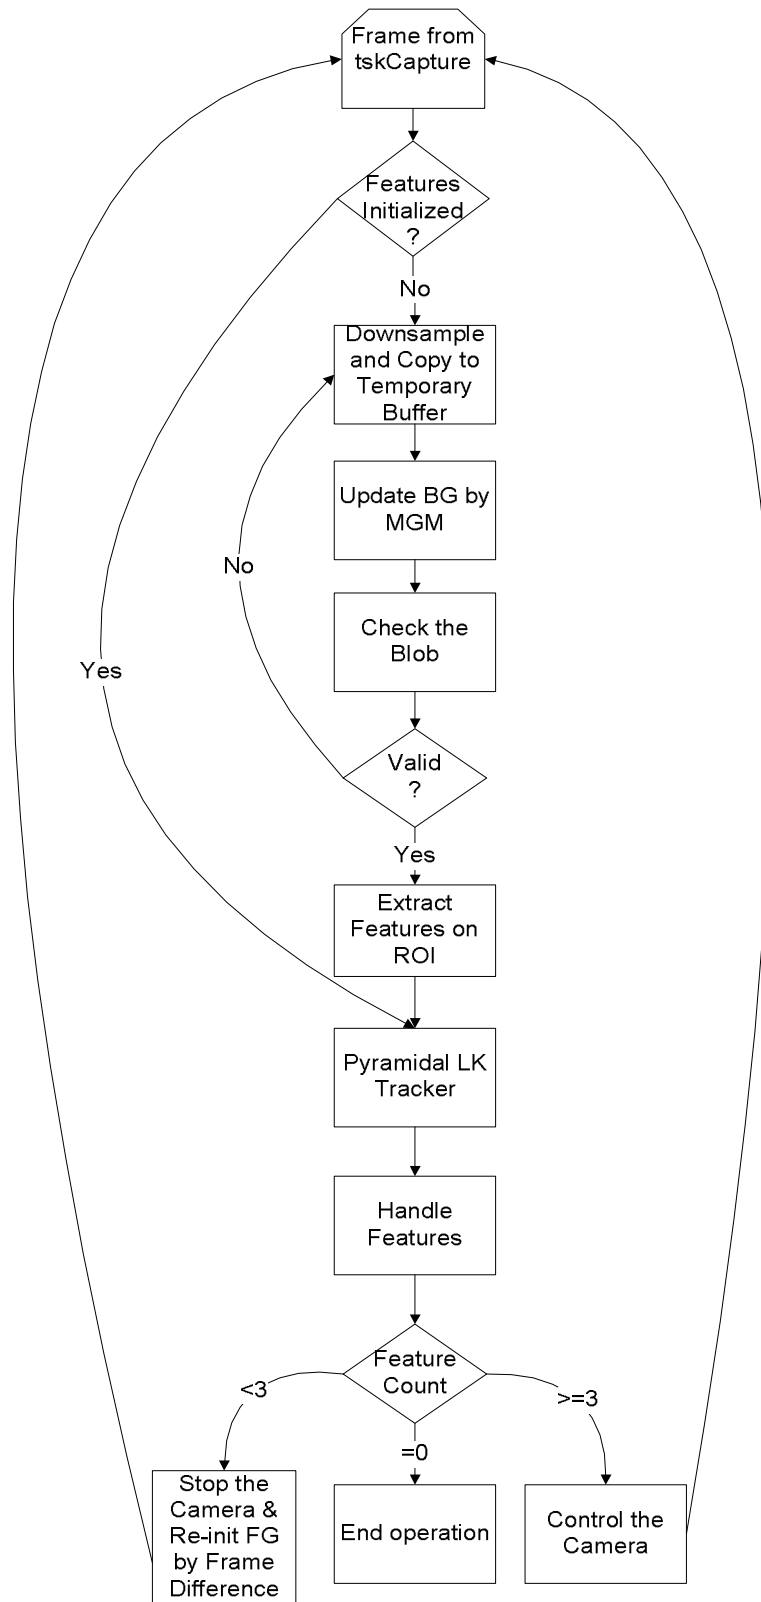 Frame from
tskCapture
Features
Initialized
?
No
Downsample
and Copy to
Temporary
Buffer
Update BG by
MGM
No
Check the
Blob
Yes
Valid
?
Yes
Extract
Features on
ROI
Pyramidal LK
Tracker
Handle
Features
Feature
Count
<3
>=3
=0
Stop the
Camera &
Re-init FG
by Frame
Difference
End operation
Control the
Camera